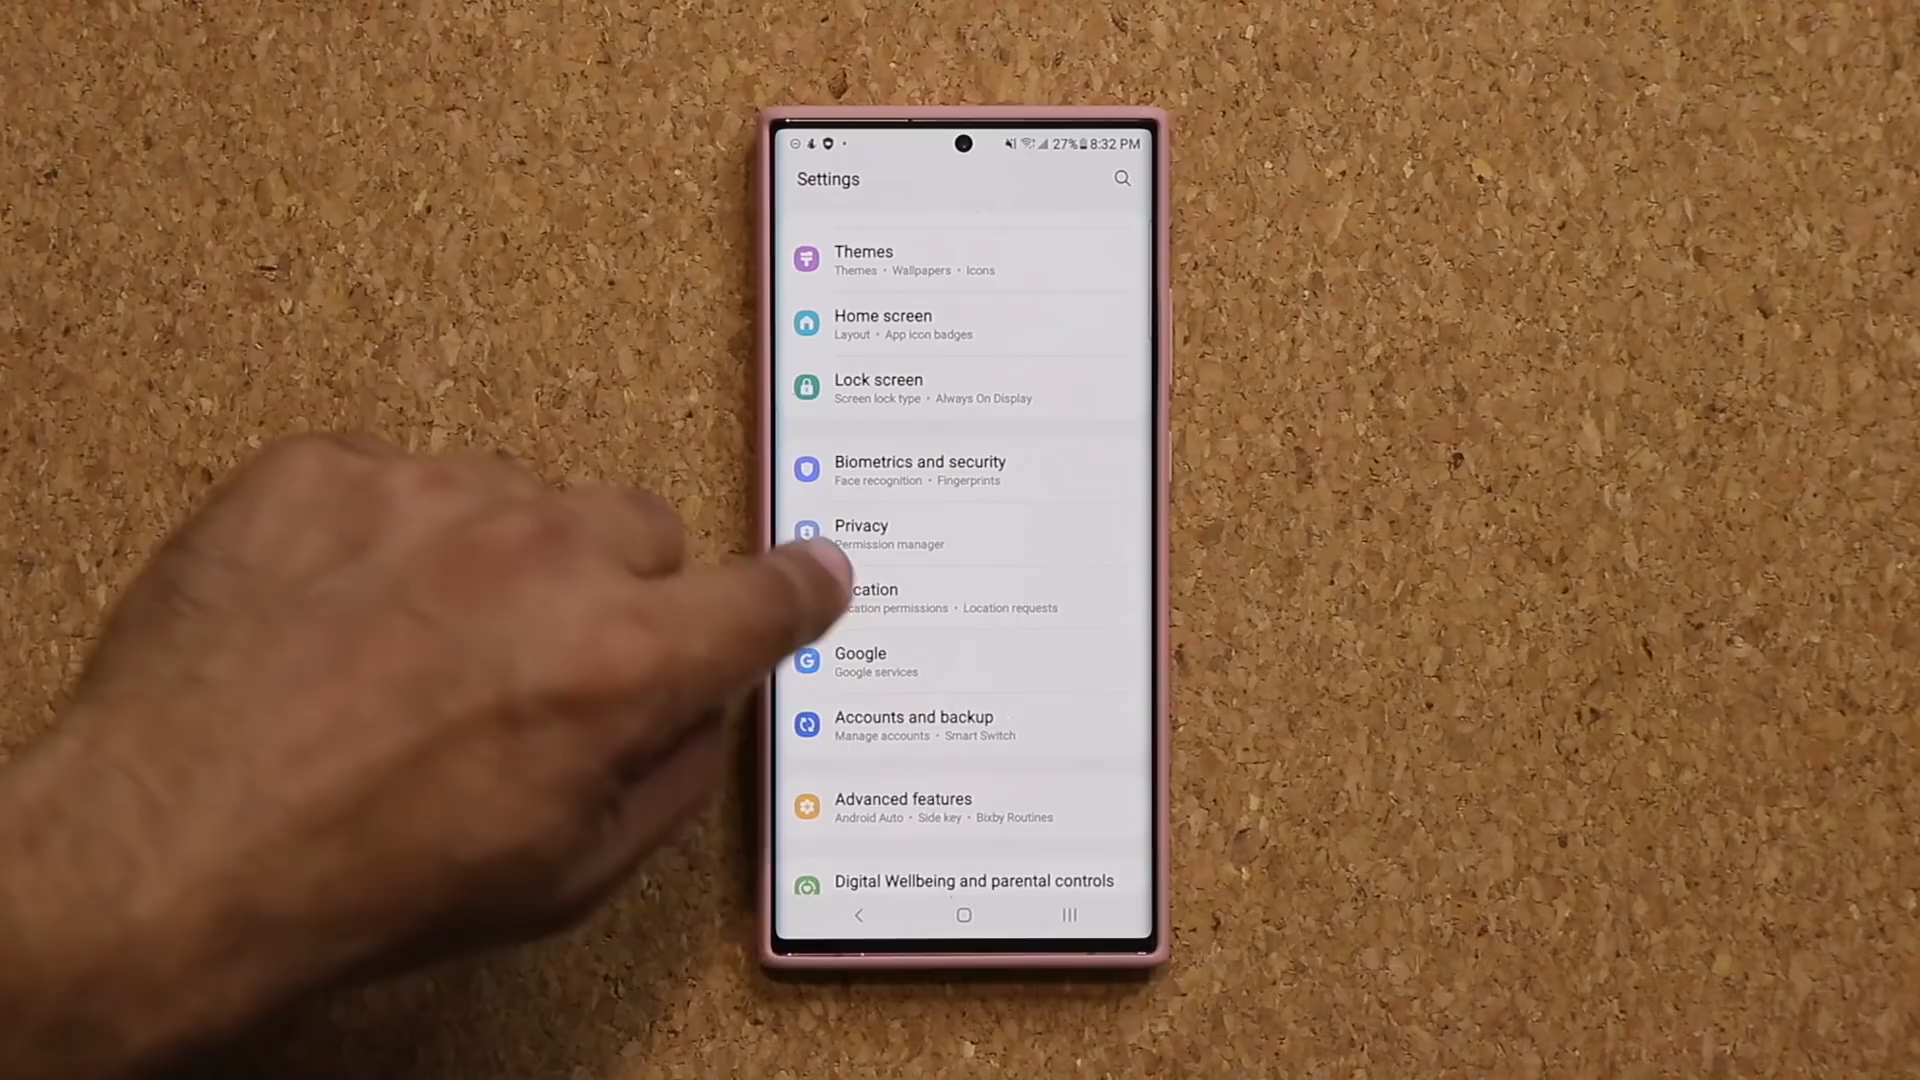 27% 8:32 PM
Settings
Themes
Themes • Wallpapers • Icons
Home screen
Layout • App icon badges
Lock screen
Screen lock type • Always On Display
Biometrics and security
Face recognition • Fingerprints
Privacy
Permission manager
cation
cation permissions • Location requests
Google
Google services
Accounts and backup
Manage accounts • Smart Switch
Advanced features
Android Auto • Side key • Bixby Routines
Digital Wellbeing and parental controls